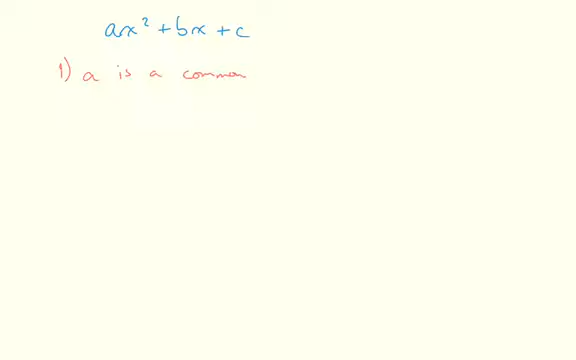 ax² + bx + c
1) a is a common